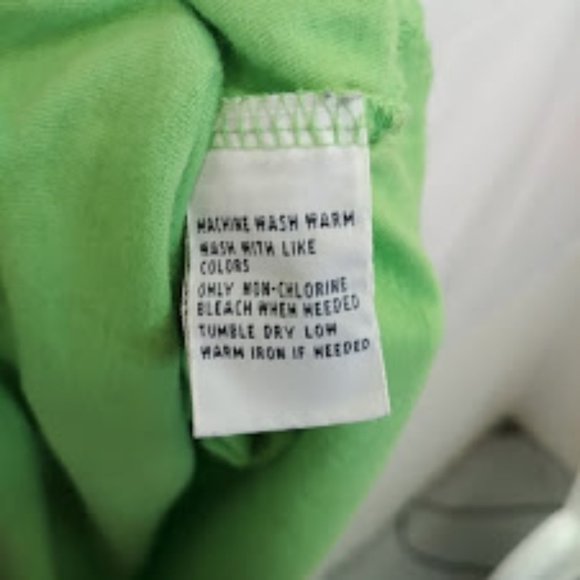 MACHINE WASH WARM
WASH WITH LIKE
COLORS
ONLY NON-CHLORINE
BLEACH WHEN NEEDED
TUMBLE DRY LOW
WARM IRON IF NEEDED